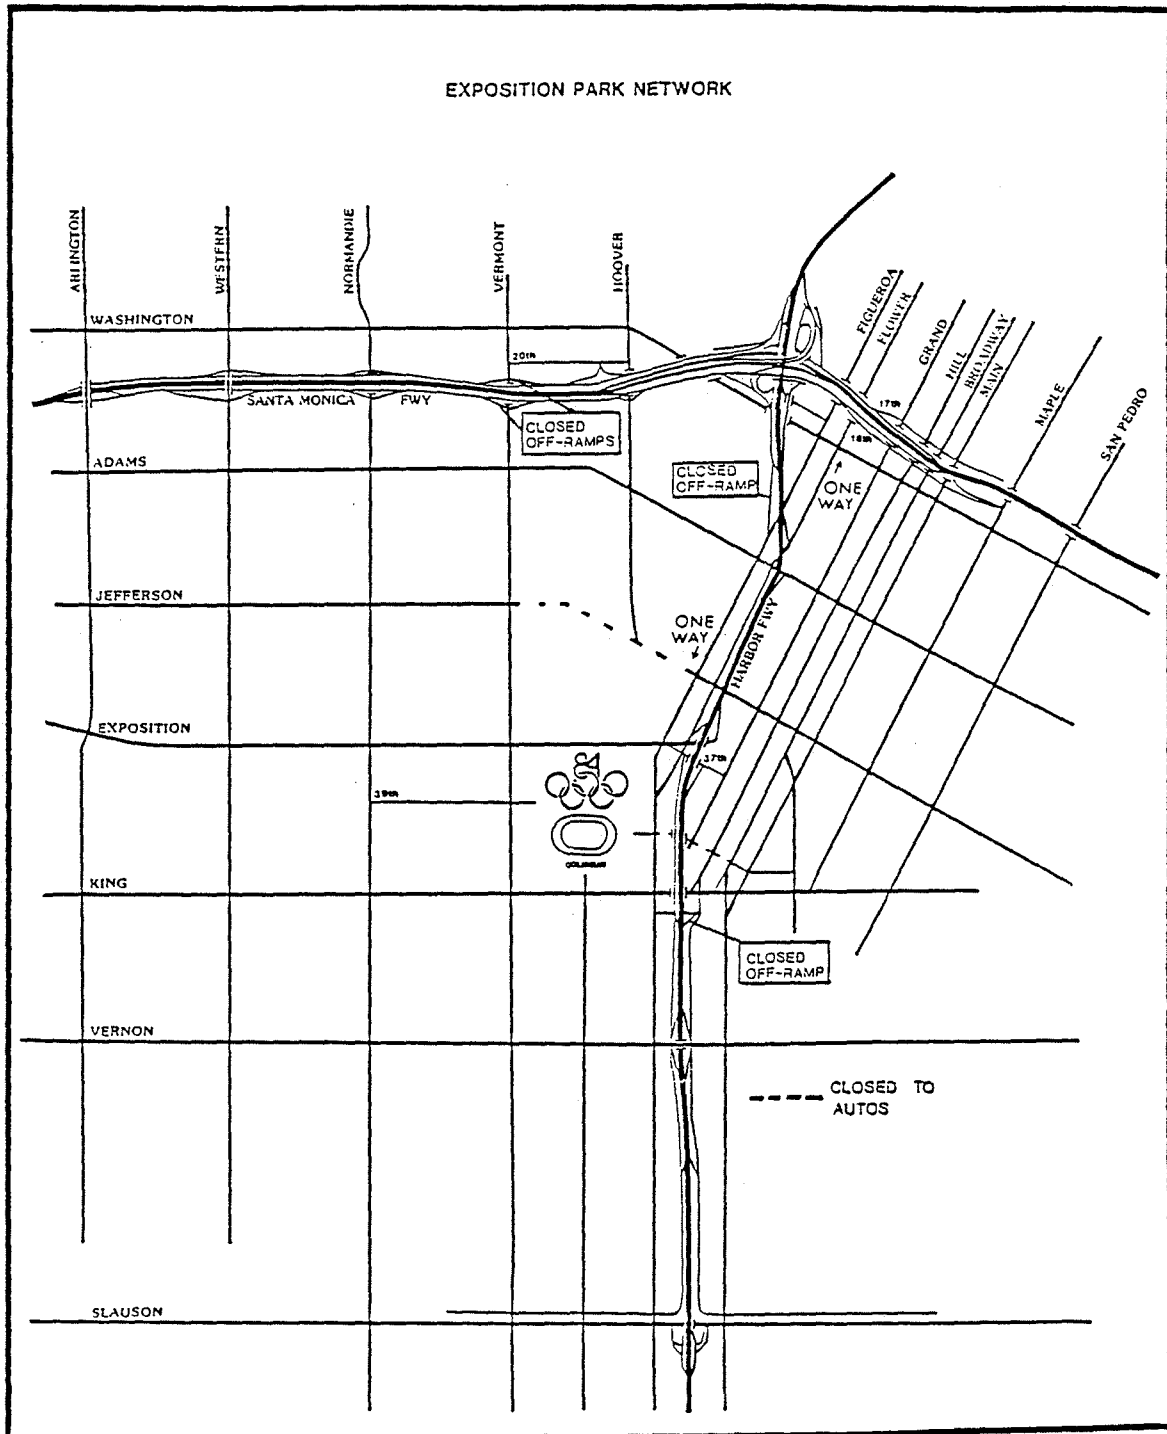 EXPOSITION PARK NETWORK
ARLINGTON
WESTERN
NORMANDIE
VERMONT
HOOVER
FIGUEROA
FLOWER
GRAND
HILL
BROADWAY
MAIN
MAPLE
SAN PEDRO
WASHINGTON
20th
17th
SANTA MONICA FWY
CLOSED
OFF-RAMPS
18th
ADAMS
CLOSED
OFF-RAMP
ONE
WAY
JEFFERSON
ONE
WAY
HARBOR FWY
EXPOSITION
37th
39th
COLISEUM
KING
CLOSED
OFF-RAMP
VERNON
CLOSED TO
AUTOS
SLAUSON